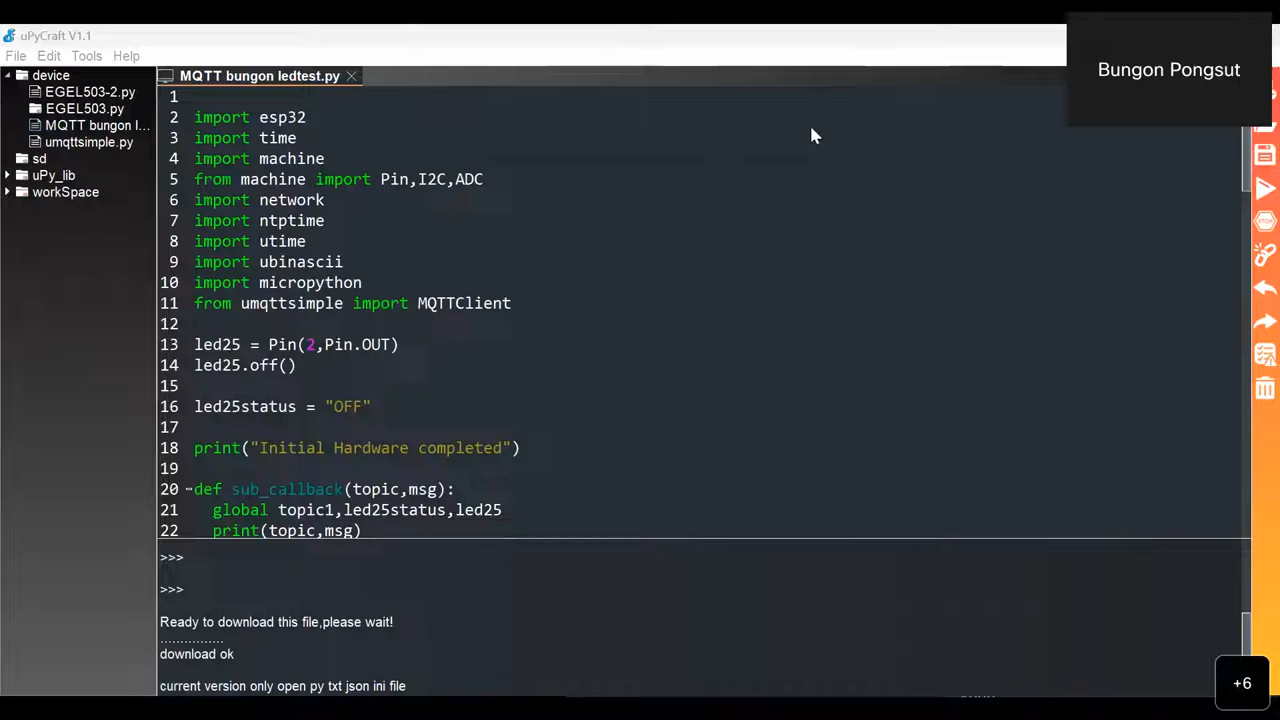 uPyCraft V1.1
File Edit Tools Help
Bungon Pongsut
device
EGEL503-2.py
EGEL503.py
MQTT bungon l...
umqttsimple.py
sd
uPy_lib
workSpace
MQTT bungon ledtest.py
1
2 import esp32
3 import time
4 import machine
5 from machine import Pin,I2C,ADC
6 import network
7 import ntptime
8 import utime
9 import ubinascii
10 import micropython
11 from umqttsimple import MQTTClient
12
13 led25 = Pin(2,Pin.OUT)
14 led25.off()
15
16 led25status = "OFF"
17
18 print("Initial Hardware completed")
19
20 def sub_callback(topic,msg):
21 global topic1,led25status,led25
22 print(topic,msg)
>>>
>>>
Ready to download this file,please wait!
...............
download ok
current version only open py txt json ini file
STOP
+6